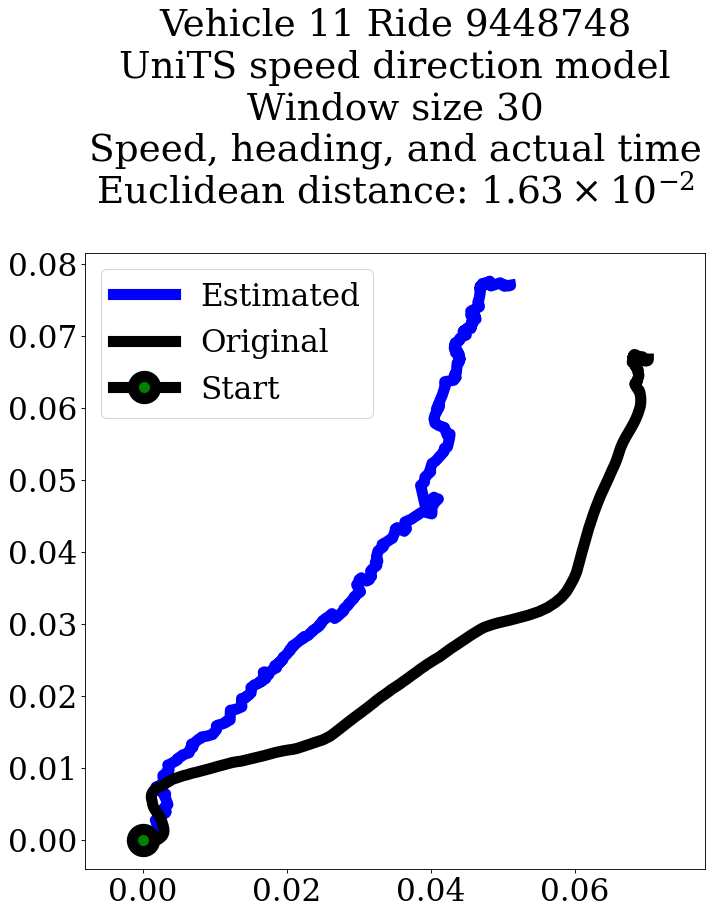 Vehicle 11 Ride 9448748
UniTS speed direction model
Window size 30
Speed, heading, and actual time
Euclidean distance: 1.63 × 10⁻²
0.08
0.07
0.06
0.05
0.04
0.03
0.02
0.01
0.00
Estimated
Original
Start
0.00 0.02 0.04 0.06